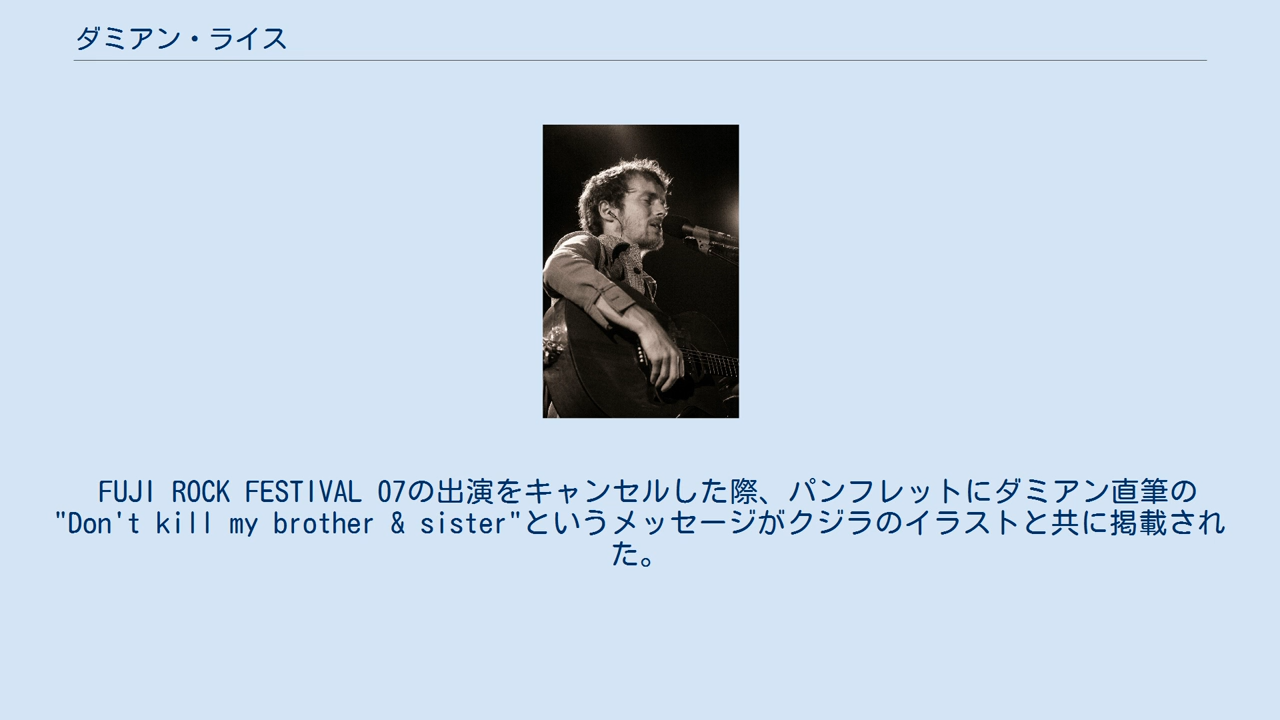 ダミアン・ライス
FUJI ROCK FESTIVAL 07の出演をキャンセルした際、パンフレットにダミアン直筆の
"Don't kill my brother & sister"というメッセージがクジラのイラストと共に掲載され
た。